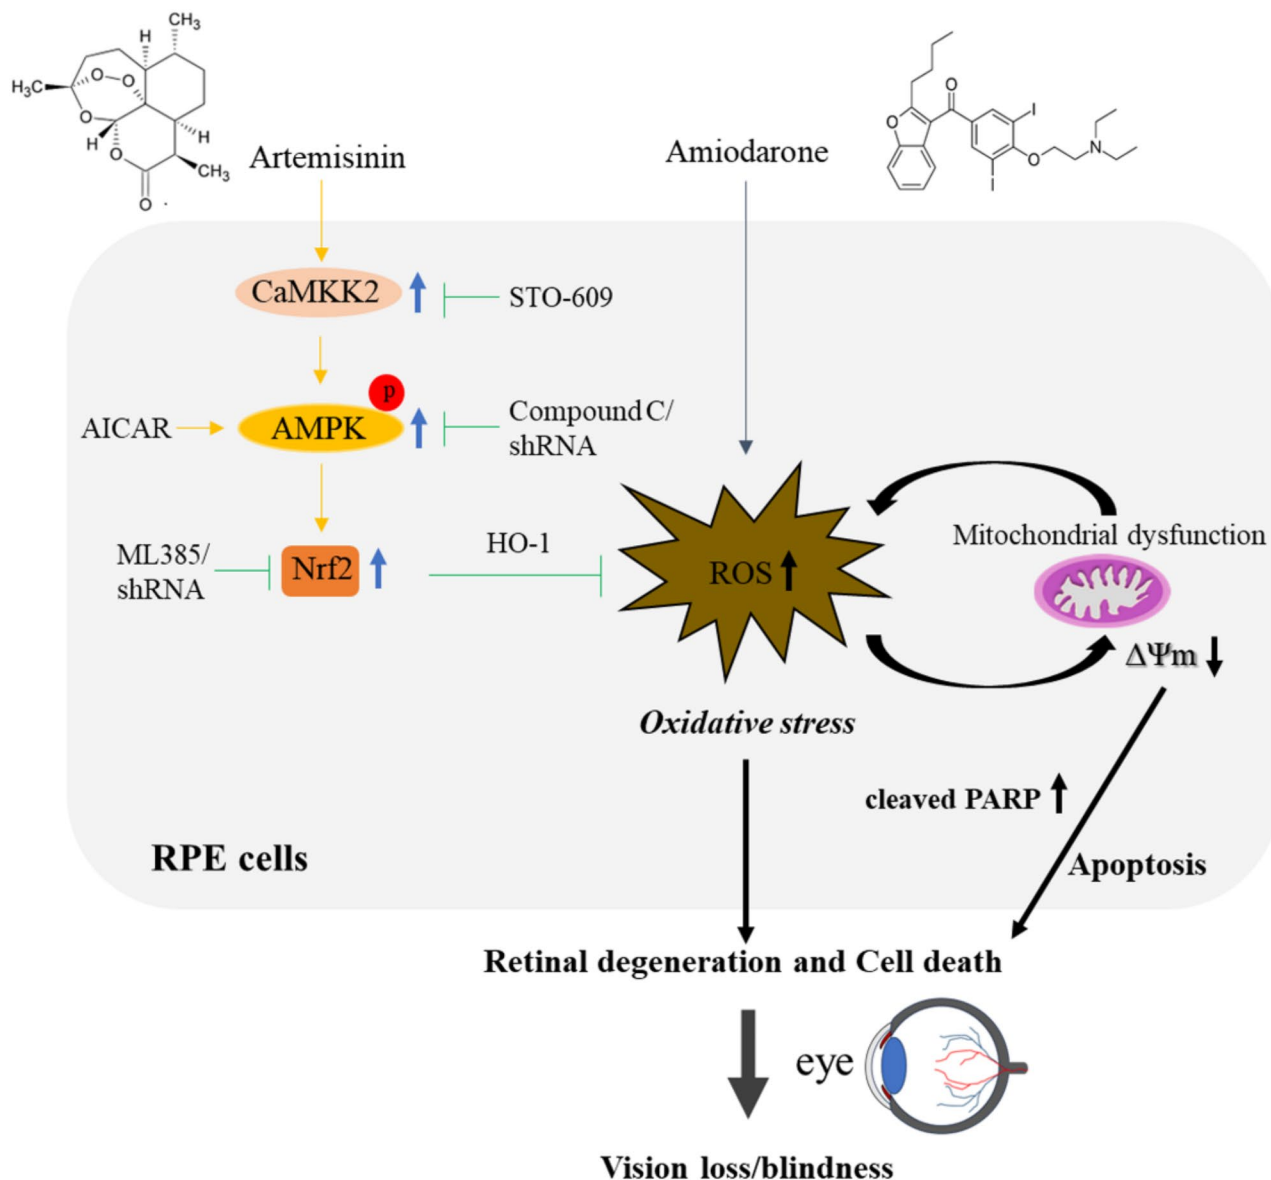 CH₃
H
H₃C
O
O
O
H
H
O
CH₃
O
.
Artemisinin
Amiodarone
O
O
I
I
O
N
CaMKK2
STO-609
AICAR
AMPK
p
Compound C/
shRNA
ML385/
shRNA
Nrf2
HO-1
ROS
Mitochondrial dysfunction
ΔΨm
Oxidative stress
cleaved PARP
Apoptosis
RPE cells
Retinal degeneration and Cell death
eye
Vision loss/blindness